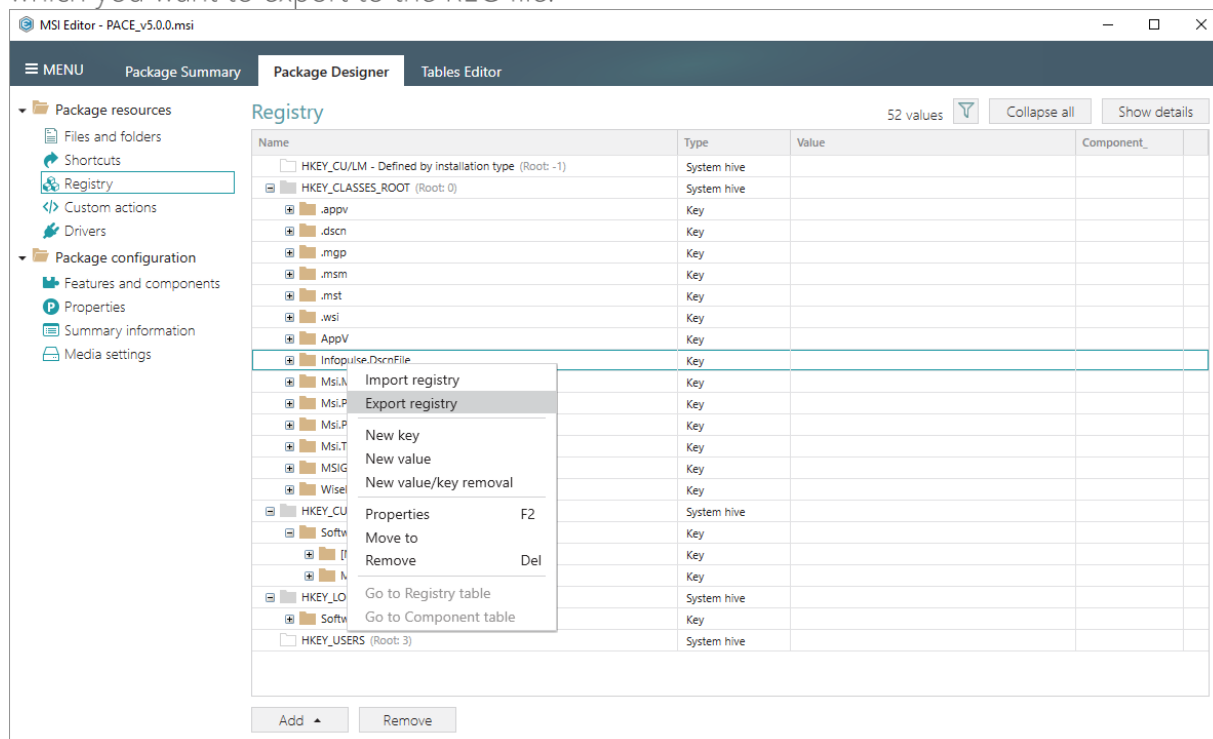 which you want to export to the REG file.
MSI Editor - PACE_v5.0.0.msi
MENU Package Summary Package Designer Tables Editor
Package resources
Files and folders
Shortcuts
Registry
Custom actions
Drivers
Package configuration
Features and components
Properties
Summary information
Media settings
Registry 52 values Collapse all Show details
Name Type Value Component_
HKEY_CU/LM - Defined by installation type (Root: -1) System hive
HKEY_CLASSES_ROOT (Root: 0) System hive
.appv Key
.dscn Key
.mgp Key
.msm Key
.mst Key
.wsi Key
AppV Key
Infopulse.DscnFile Key
Msi.M Key
Msi.P Key
Msi.P Key
Msi.T Key
MSIG Key
WiseI Key
HKEY_CU System hive
Softw Key
Key
M Key
HKEY_LO System hive
Softw Key
HKEY_USERS (Root: 3) System hive
Import registry
Export registry
New key
New value
New value/key removal
Properties F2
Move to
Remove Del
Go to Registry table
Go to Component table
Add Remove